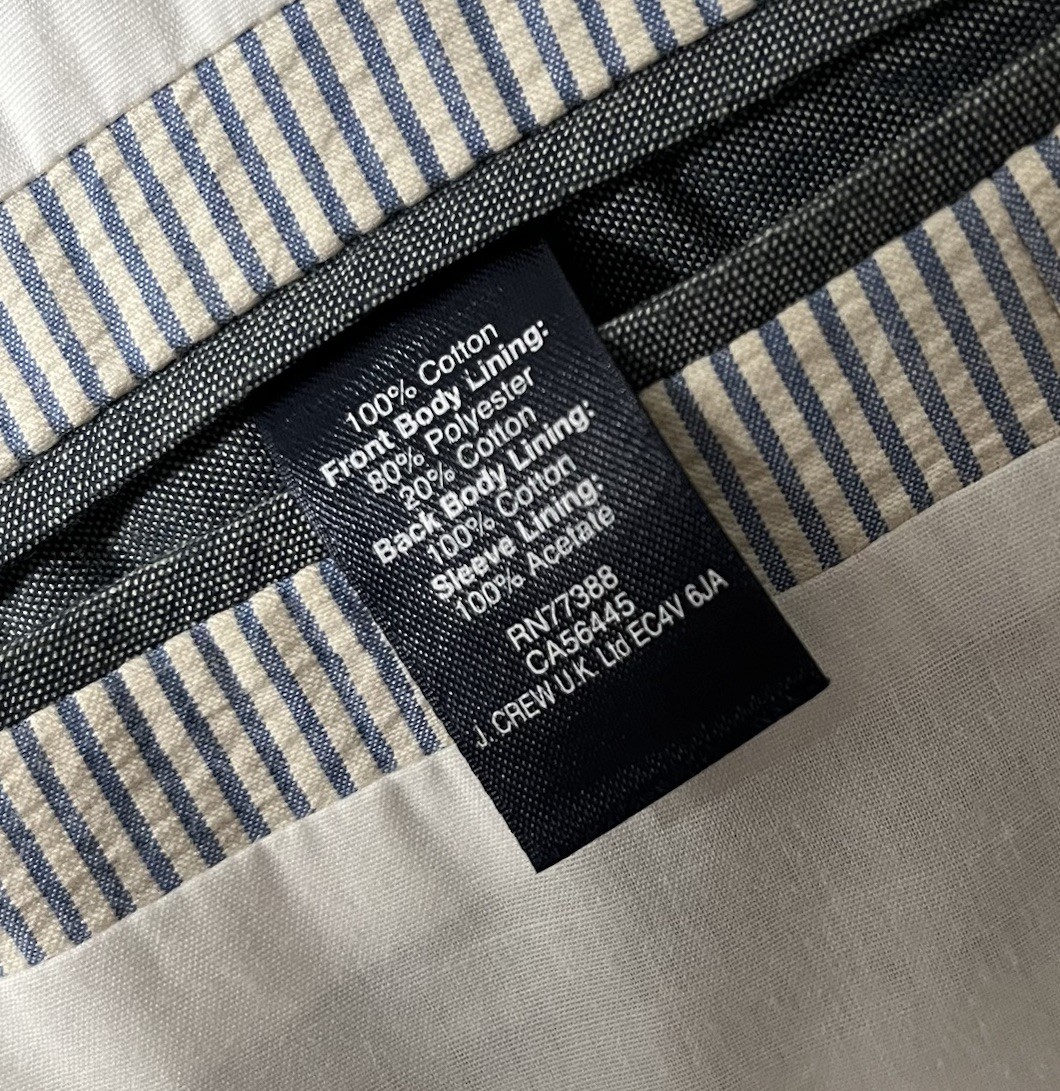 100% Cotton
Front Body Lining:
80% Polyester
20% Cotton
Back Body Lining:
100% Cotton
Sleeve Lining:
100% Acetate
RN77388
CA56445
J. CREW U.K. Ltd EC4V 6JA